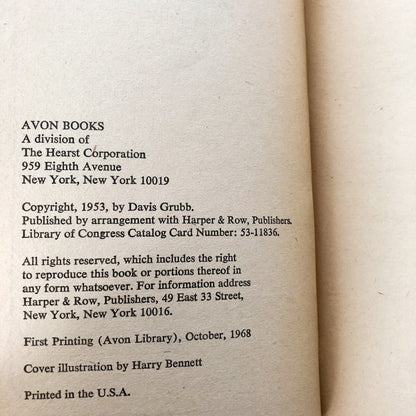 AVON BOOKS
A division of
The Hearst Corporation
959 Eighth Avenue
New York, New York 10019
Copyright, 1953, by Davis Grubb.
Published by arrangement with Harper & Row, Publishers.
Library of Congress Catalog Card Number: 53-11836.
All rights reserved, which includes the right
to reproduce this book or portions thereof in
any form whatsoever. For information address
Harper & Row, Publishers, 49 East 33 Street,
New York, New York 10016.
First Printing (Avon Library), October, 1968
Cover illustration by Harry Bennett
Printed in the U.S.A.